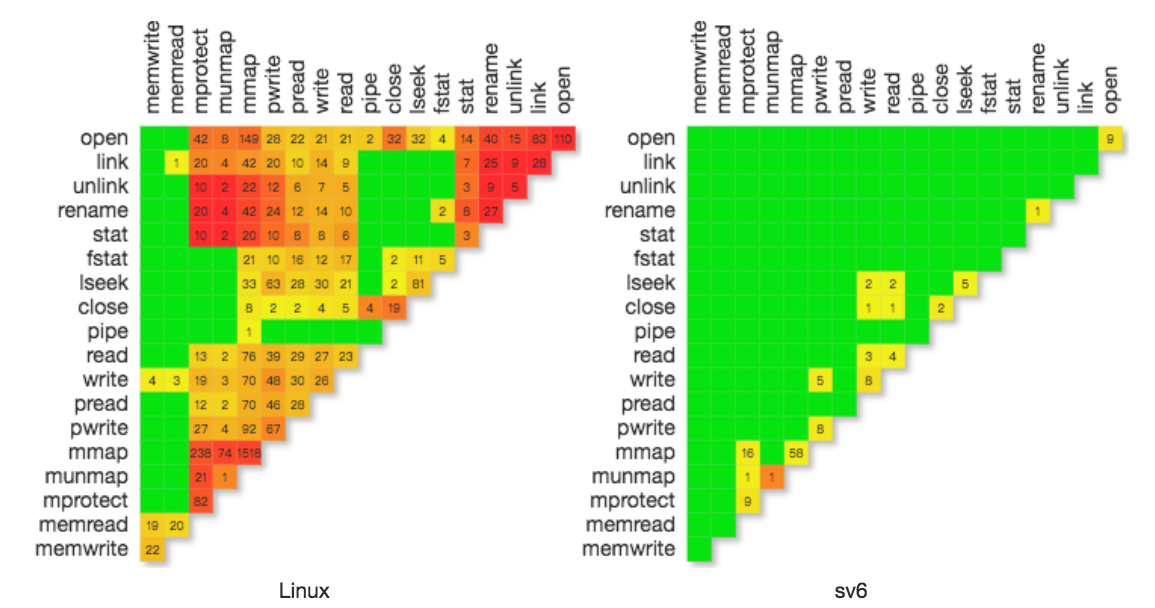 memwrite memread mprotect munmap mmap pwrite pread write read pipe close lseek fstat stat rename unlink link open
open 42 8 149 28 22 21 21 2 32 32 4 14 40 15 83 110
link 1 20 4 42 20 10 14 9 7 25 9 28
unlink 10 2 22 12 6 7 5 3 9 5
rename 20 4 42 24 12 14 10 2 8 27
stat 10 2 20 10 8 8 6 3
fstat 21 10 16 12 17 2 11 5
lseek 33 63 28 30 21 2 81
close 8 2 2 4 5 4 19
pipe 1
read 13 2 76 39 29 27 23
write 4 3 19 3 70 48 30 26
pread 12 2 70 46 28
pwrite 27 4 92 67
mmap 238 74 1518
munmap 21 1
mprotect 82
memread 19 20
memwrite 22
Linux
memwrite memread mprotect munmap mmap pwrite pread write read pipe close lseek fstat stat rename unlink link open
open 9
link
unlink
rename 1
stat
fstat
lseek 2 2 5
close 1 1 2
pipe
read 3 4
write 5 8
pread
pwrite 8
mmap 16 58
munmap 1 1
mprotect 9
memread
memwrite
sv6